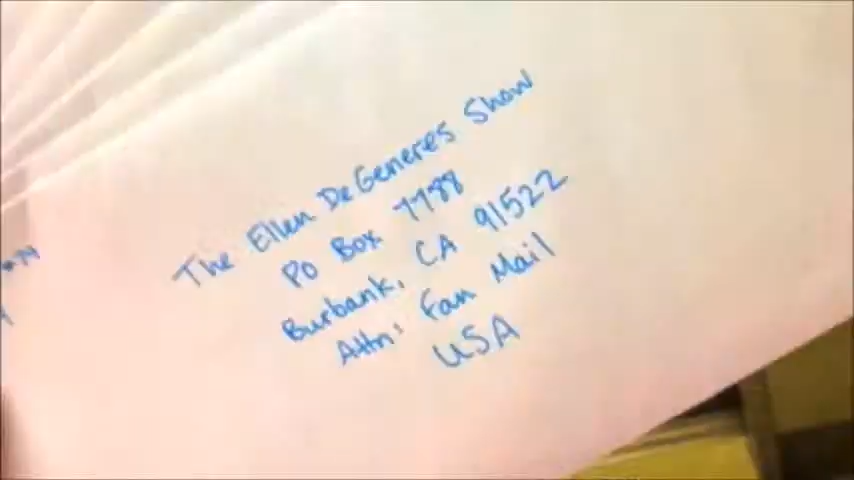 The Ellen DeGeneres Show
PO Box 7788
Burbank, CA 91522
Attn: Fan Mail
USA